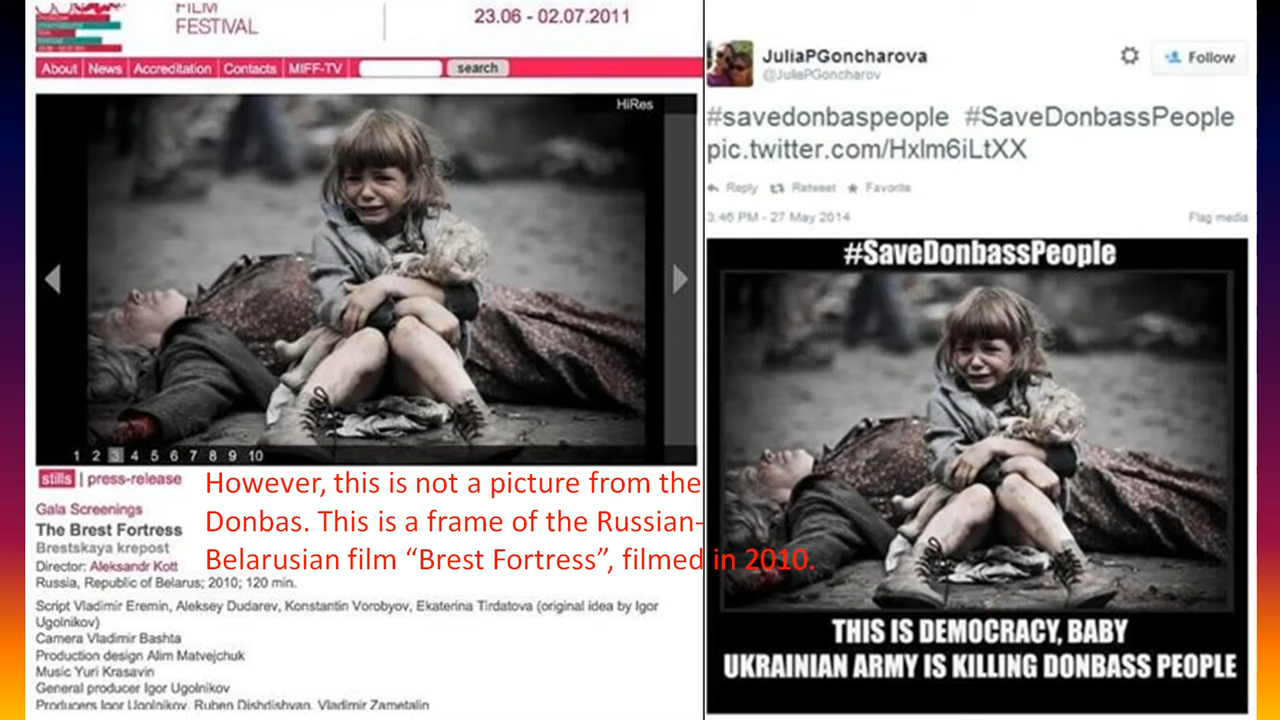 FILM
FESTIVAL
23.06 - 02.07.2011
About News Accreditation Contacts MIFF-TV search
HiRes
1 2 3 4 5 6 7 8 9 10
stills | press-release
However, this is not a picture from the
Donbas. This is a frame of the Russian-
Belarusian film “Brest Fortress”, filmed in 2010.
Gala Screenings
The Brest Fortress
Brestskaya krepost
Director: Aleksandr Kott
Russia, Republic of Belarus; 2010; 120 min.
Script Vladimir Eremin, Aleksey Dudarev, Konstantin Vorobyov, Ekaterina Tirdatova (original idea by Igor
Ugolnikov)
Camera Vladimir Bashta
Production design Alim Matvejchuk
Music Yuri Krasavin
General producer Igor Ugolnikov
Producers Igor Ugolnikov, Ruben Dishdishyan, Vladimir Zametalin
JuliaPGoncharova
@JuliaPGoncharov
Follow
#savedonbaspeople #SaveDonbassPeople
pic.twitter.com/Hxlm6iLtXX
Reply Retweet Favorite
3:46 PM - 27 May 2014
Flag media
#SaveDonbassPeople
THIS IS DEMOCRACY, BABY
UKRAINIAN ARMY IS KILLING DONBASS PEOPLE